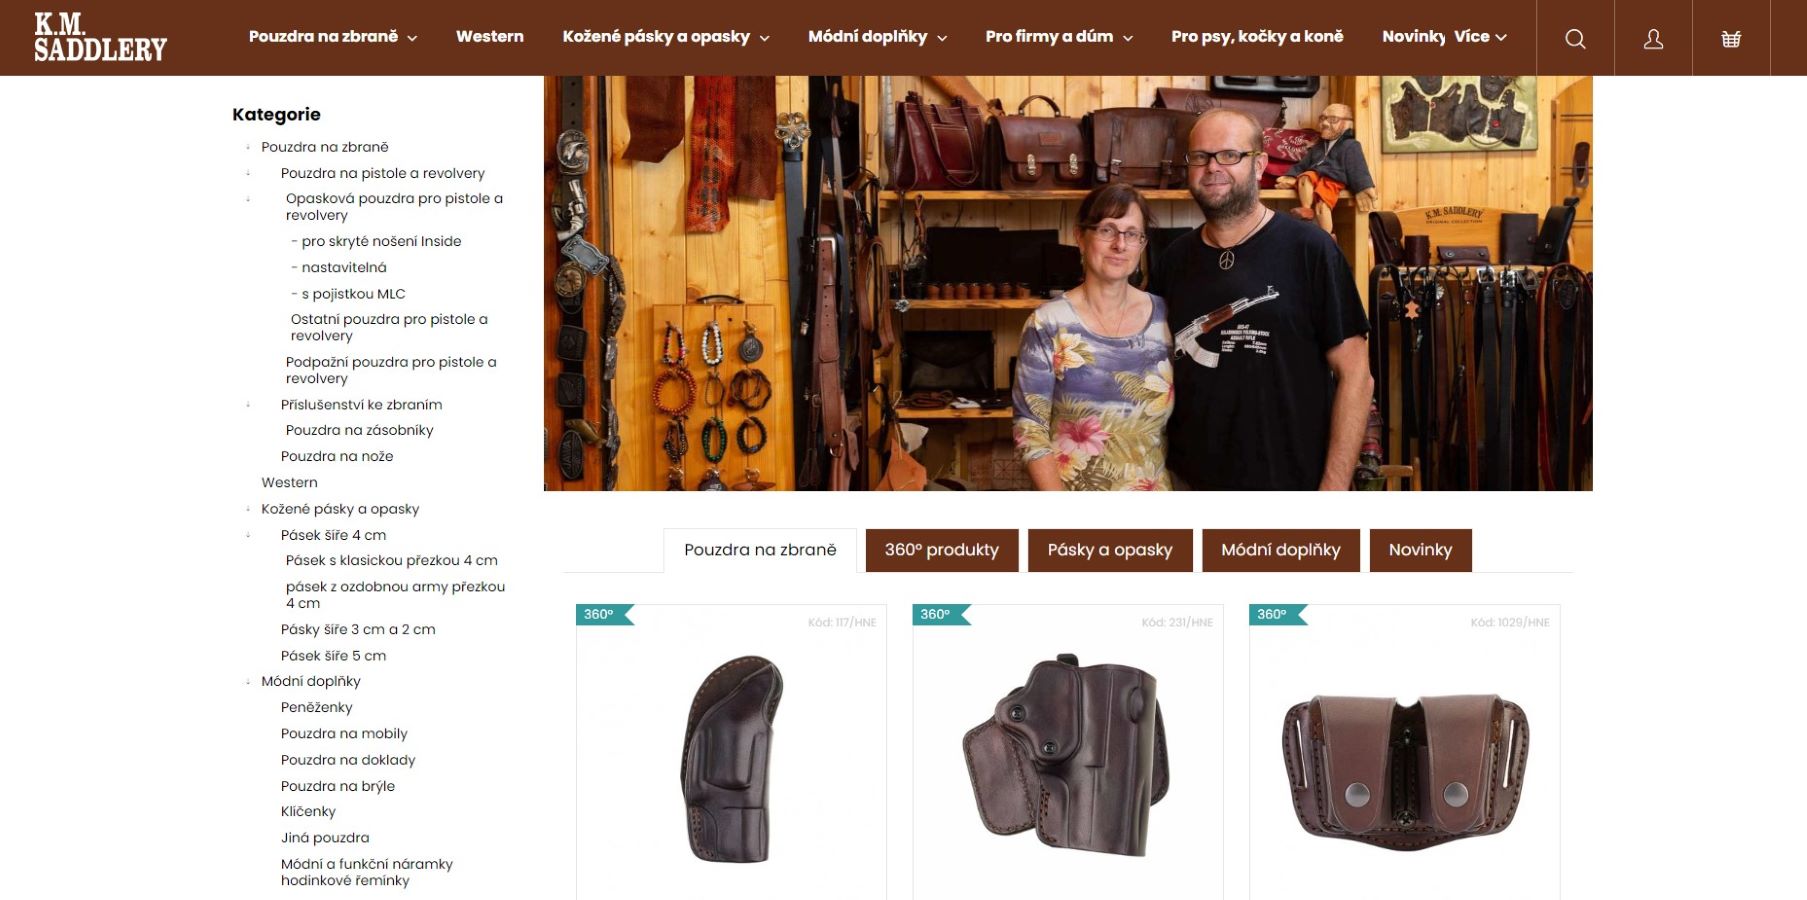 K.M.
SADDLERY
Pouzdra na zbraně
Western
Kožené pásky a opasky
Módní doplňky
Pro firmy a dům
Pro psy, kočky a koně
Novinky
Více
Kategorie
Pouzdra na zbraně
Pouzdra na pistole a revolvery
Opasková pouzdra pro pistole a
revolvery
- pro skryté nošení Inside
- nastavitelná
- s pojistkou MLC
Ostatní pouzdra pro pistole a
revolvery
Podpažní pouzdra pro pistole a
revolvery
Příslušenství ke zbraním
Pouzdra na zásobníky
Pouzdra na nože
Western
Kožené pásky a opasky
Pásek šíře 4 cm
Pásek s klasickou přezkou 4 cm
pásek z ozdobnou army přezkou
4 cm
Pásky šíře 3 cm a 2 cm
Pásek šíře 5 cm
Módní doplňky
Peněženky
Pouzdra na mobily
Pouzdra na doklady
Pouzdra na brýle
Klíčenky
Jiná pouzdra
Módní a funkční náramky
hodinkové řemínky
K.M. SADDLERY
ORIGINAL COLLECTION
Pouzdra na zbraně
360° produkty
Pásky a opasky
Módní doplňky
Novinky
360°
Kód: 117/HNE
360°
Kód: 231/HNE
360°
Kód: 1029/HNE